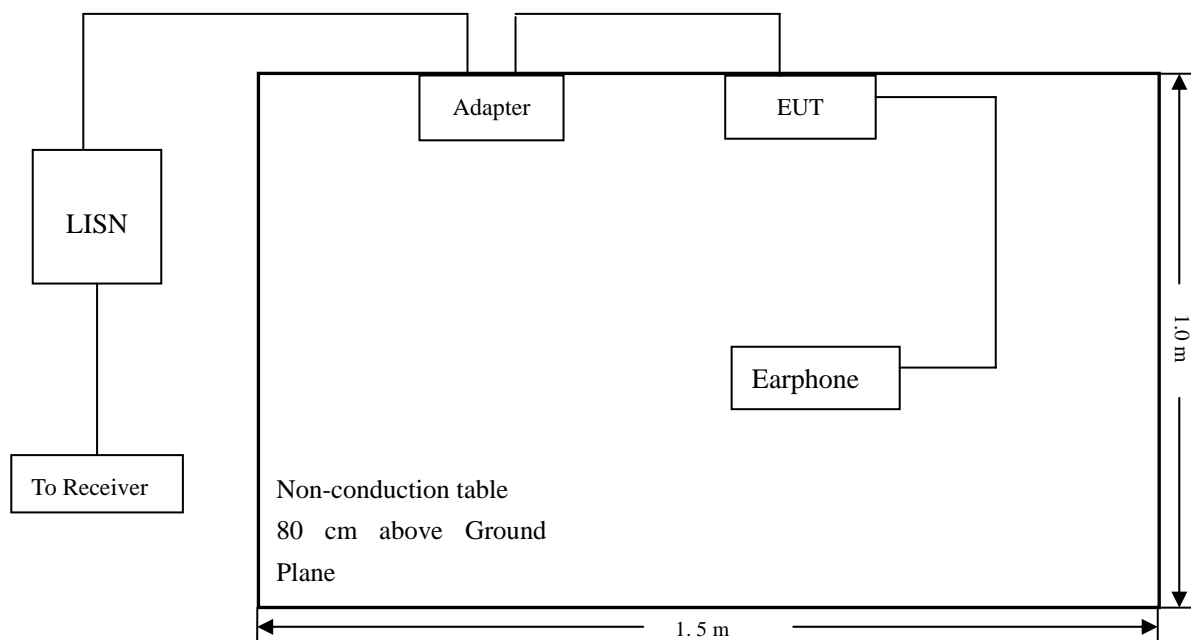 Adapter
EUT
LISN
Earphone
To Receiver
Non-conduction table
80 cm above Ground
Plane
1.0 m
1. 5 m